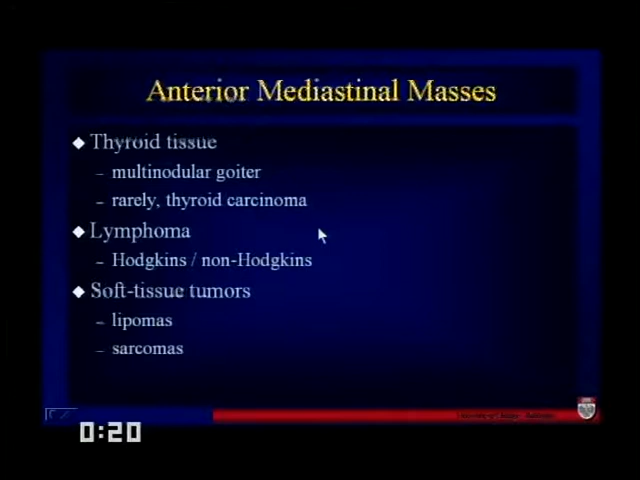 Anterior Mediastinal Masses
Thyroid tissue
– multinodular goiter
– rarely, thyroid carcinoma
Lymphoma
– Hodgkins / non-Hodgkins
Soft-tissue tumors
– lipomas
– sarcomas
0:20